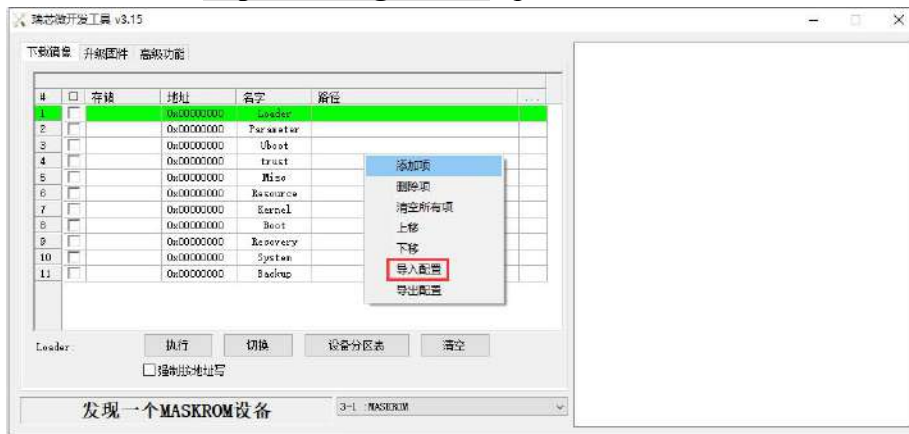 瑞芯微开发工具 v3.15
下载镜像 升级固件 高级功能
# 存储 地址 名字 路径 ...
1 0x00000000 Loader
2 0x00000000 Parameter
3 0x00000000 Uboot
4 0x00000000 trust
5 0x00000000 Misc
6 0x00000000 Resource
7 0x00000000 Kernel
8 0x00000000 Boot
9 0x00000000 Recovery
10 0x00000000 System
11 0x00000000 Backup
添加项
删除项
清空所有项
上移
下移
导入配置
导出配置
Loader: 执行 切换 设备分区表 清空
强制按地址写
发现一个MASKROM设备 3-1 :MASKROM